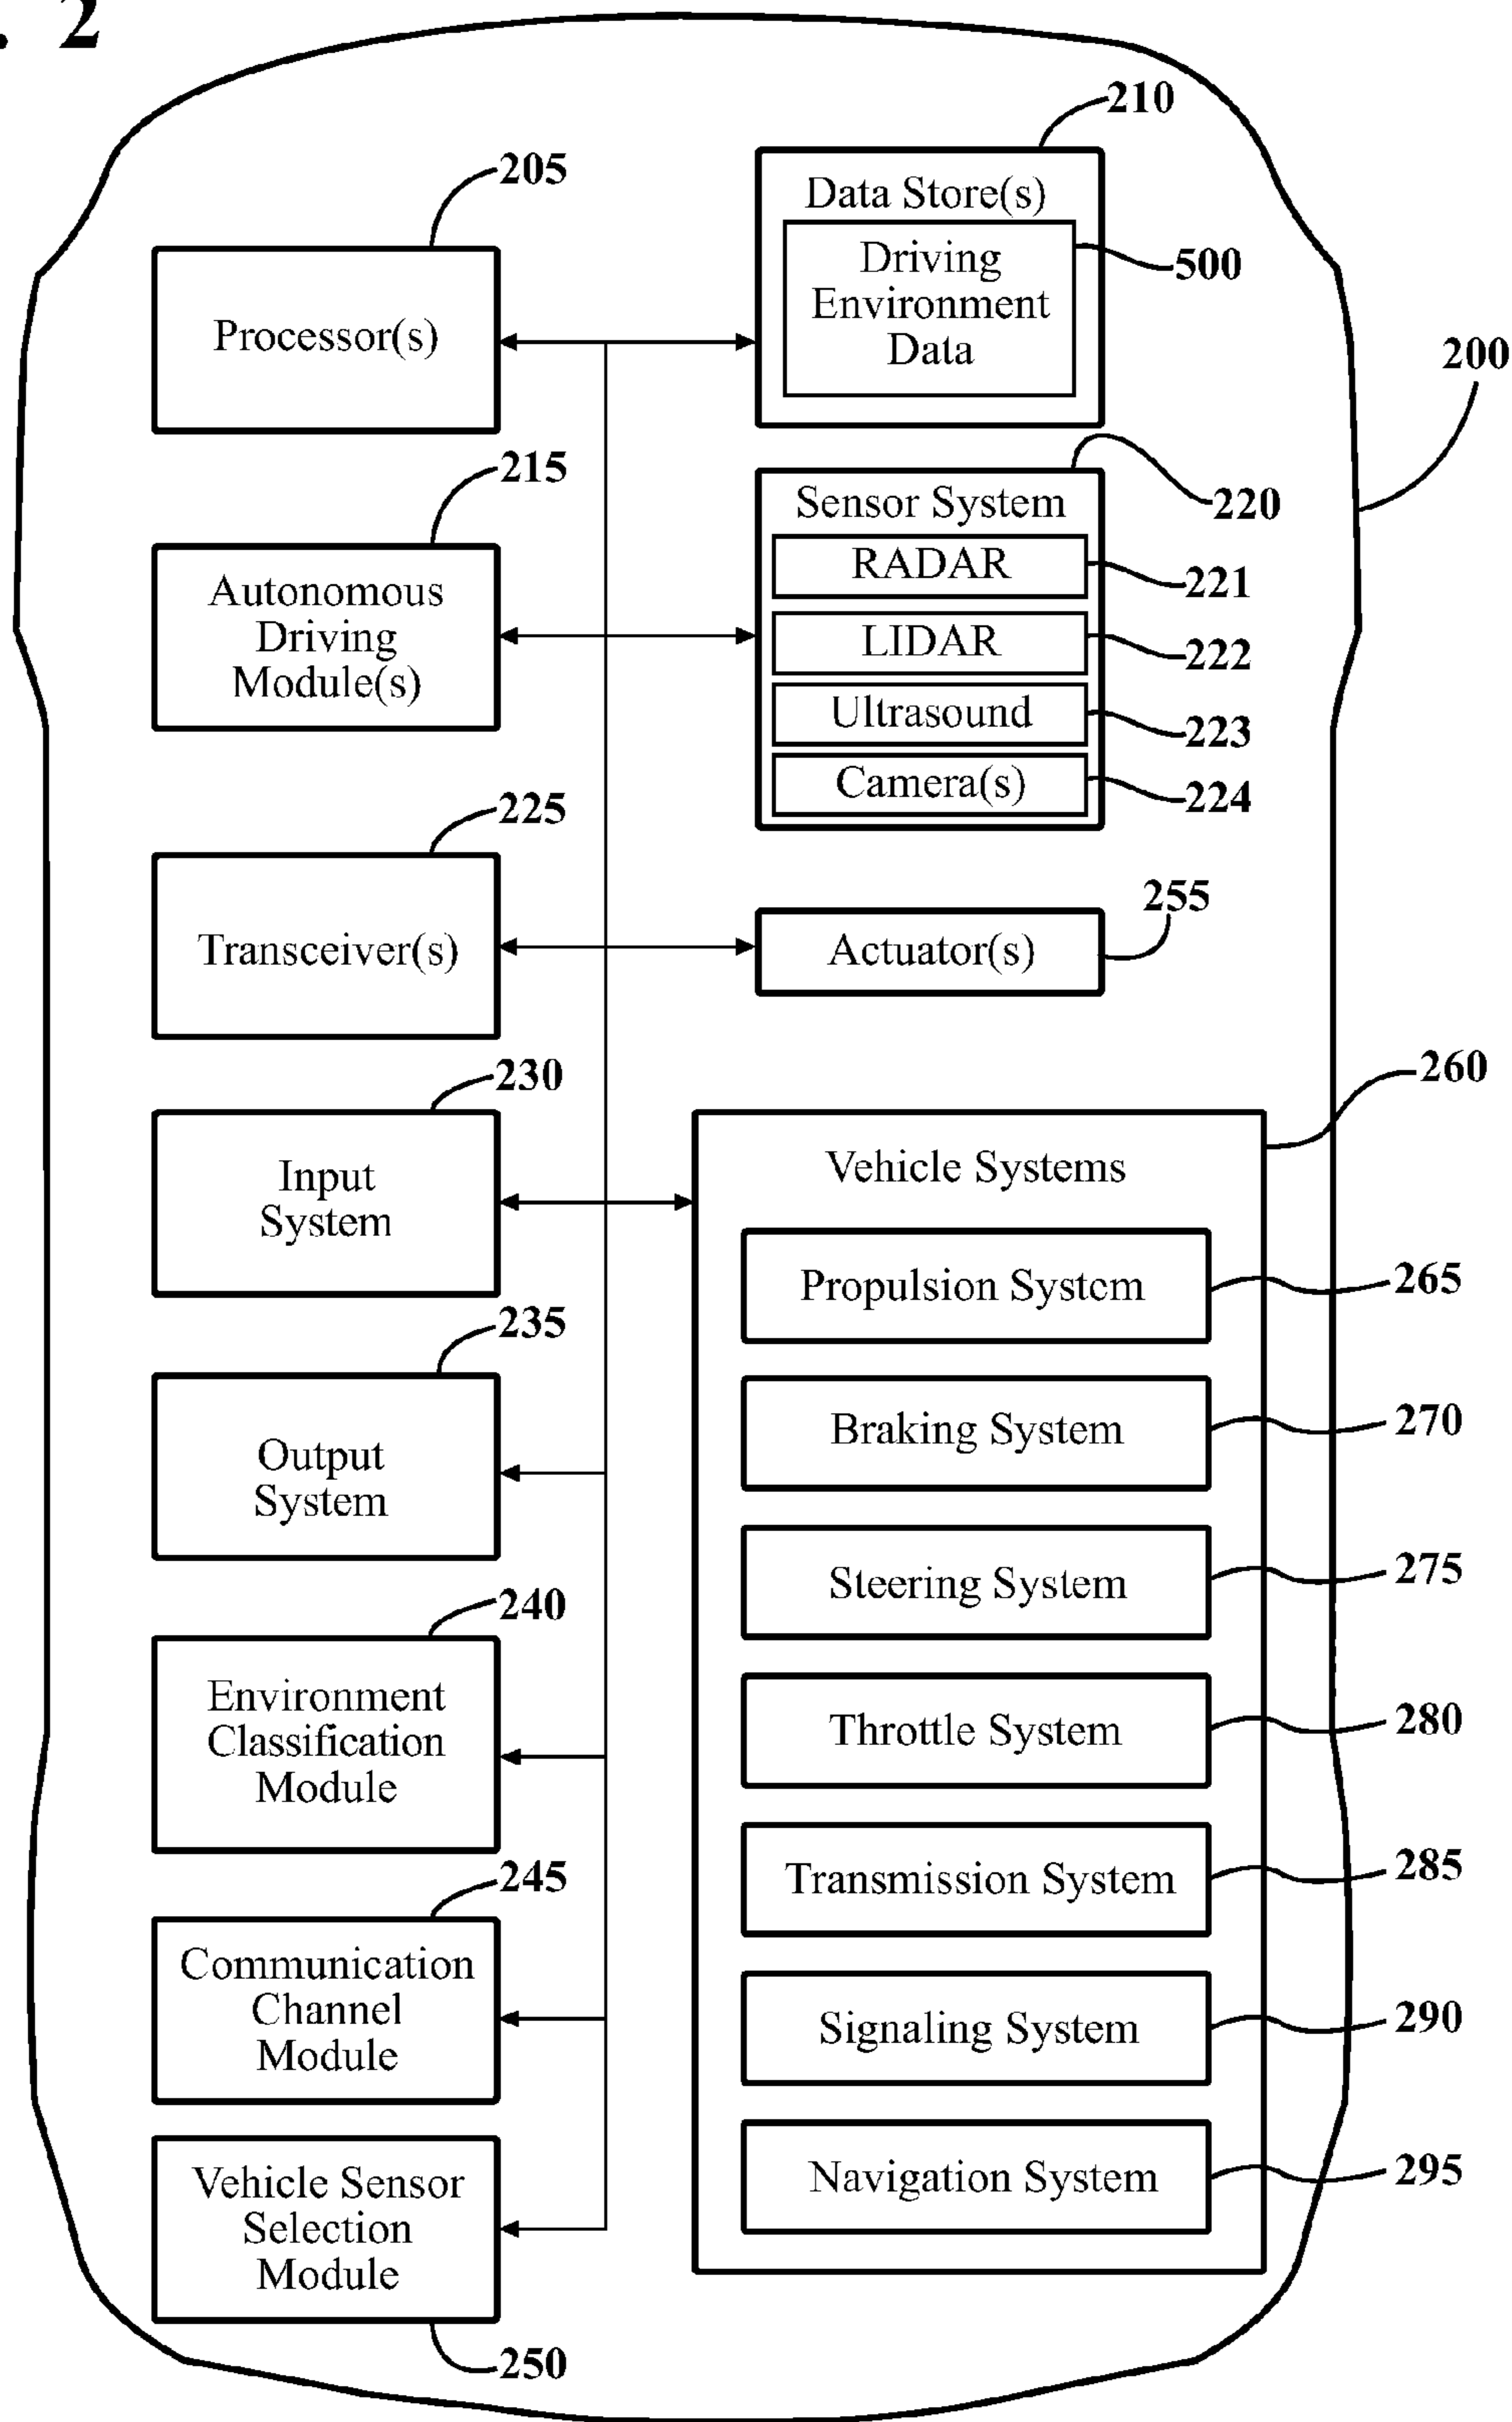 . 2
210
205
Data Store(s)
Driving
Environment
Data
500
Processor(s)
200
215
Sensor System
220
RADAR
221
Autonomous
Driving
Module(s)
LIDAR
222
Ultrasound
223
Camera(s)
224
225
255
Transceiver(s)
Actuator(s)
230
260
Input
System
Vehicle Systems
Propulsion System
265
235
Braking System
270
Output
System
Steering System
275
240
Environment
Classification
Module
Throttle System
280
245
Transmission System
285
Communication
Channel
Module
Signaling System
290
Vehicle Sensor
Selection
Module
Navigation System
295
250